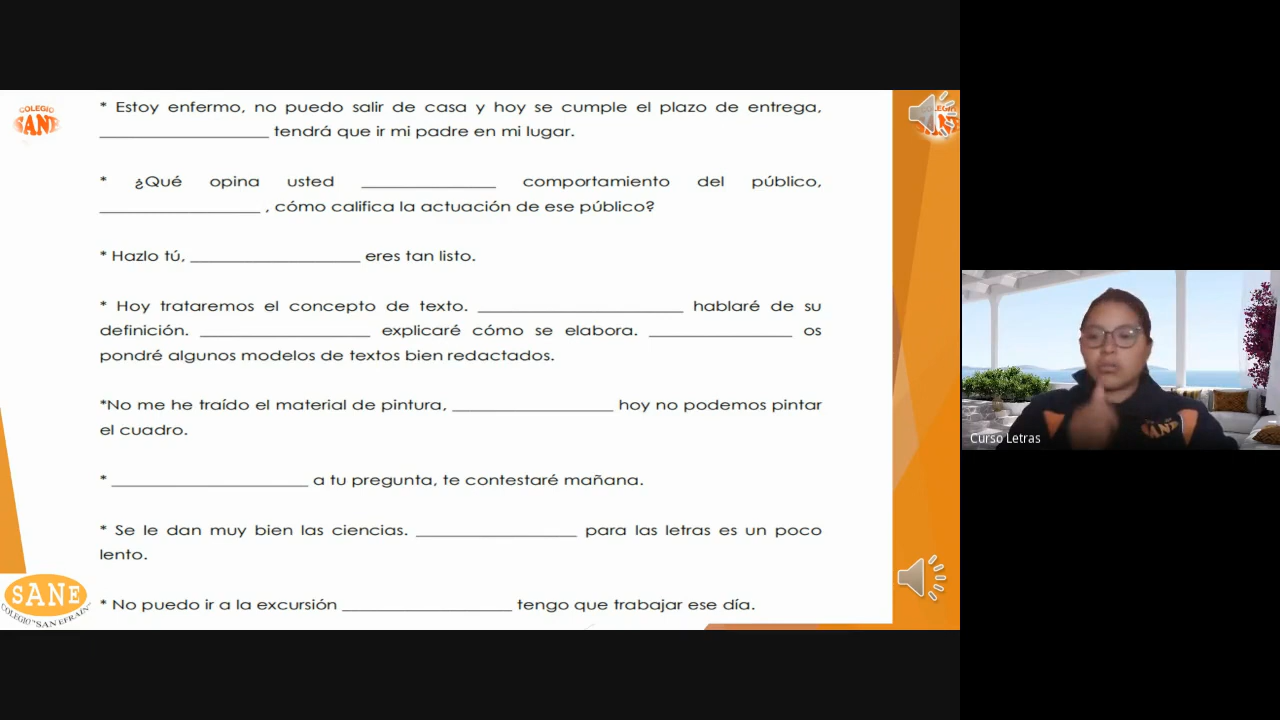 COLEGIO
SANE
* Estoy enfermo, no puedo salir de casa y hoy se cumple el plazo de entrega,
____________________ tendrá que ir mi padre en mi lugar.
* ¿Qué opina usted ________________ comportamiento del público,
___________________ , cómo califica la actuación de ese público?
* Hazlo tú, ____________________ eres tan listo.
* Hoy trataremos el concepto de texto. ________________________ hablaré de su
definición. ____________________ explicaré cómo se elabora. _________________ os
pondré algunos modelos de textos bien redactados.
*No me he traído el material de pintura, ___________________ hoy no podemos pintar
el cuadro.
* _______________________ a tu pregunta, te contestaré mañana.
* Se le dan muy bien las ciencias. ___________________ para las letras es un poco
lento.
* No puedo ir a la excursión ____________________ tengo que trabajar ese día.
SANE
COLEGIO "SAN EFRAIN"
Curso Letras
SANE